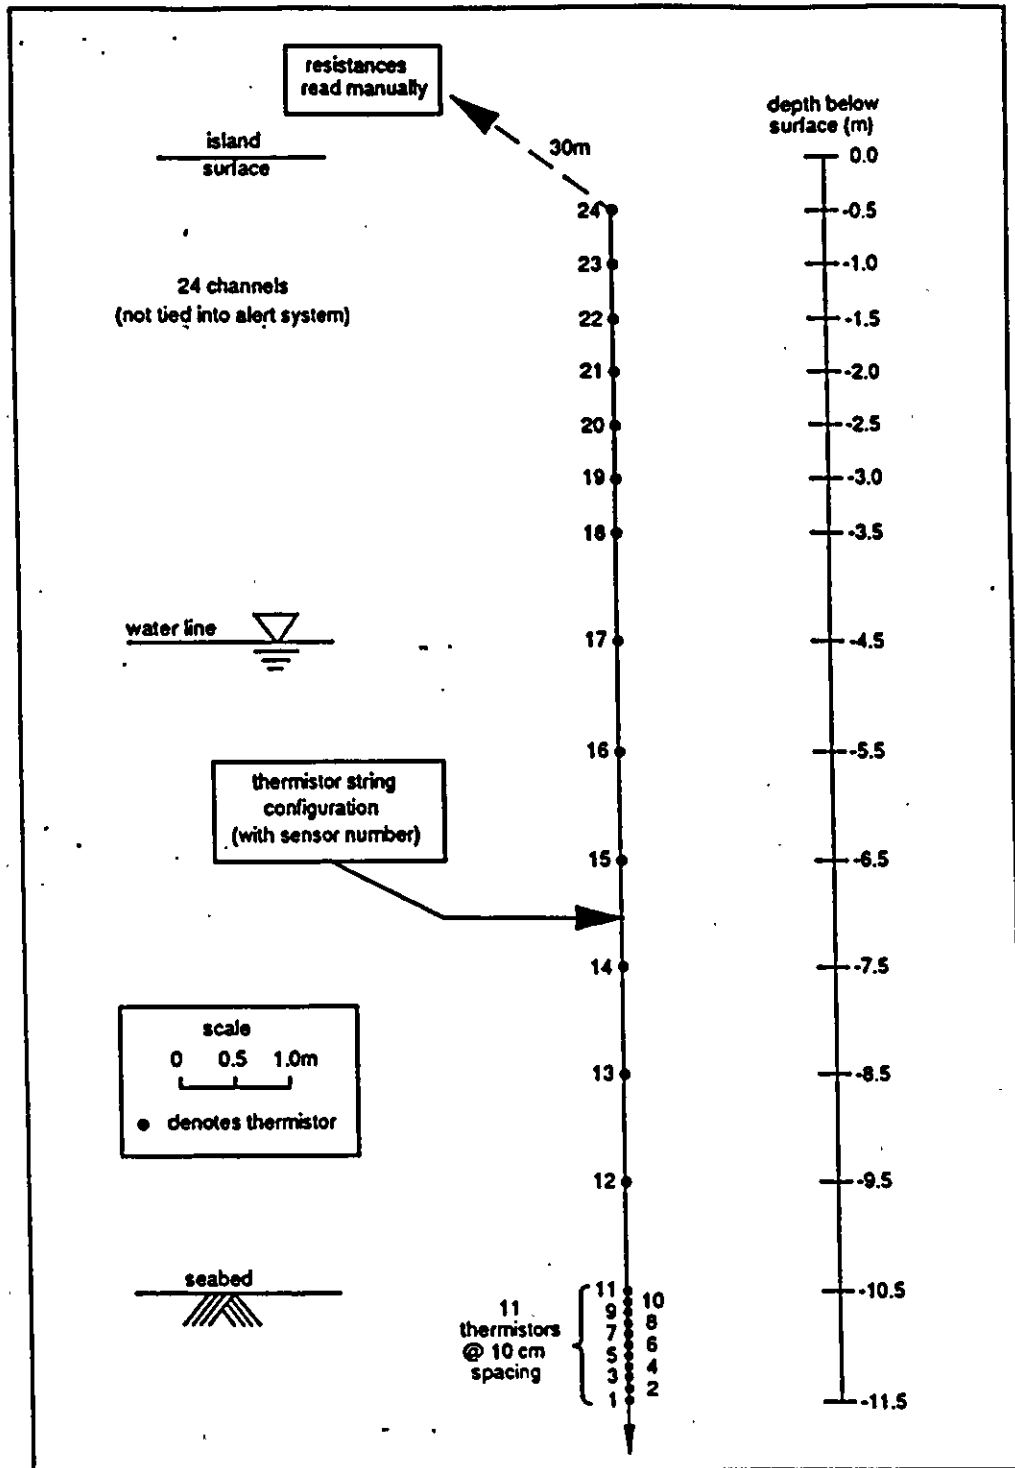 resistances
read manually
depth below
surface (m)
island
surface
30m
0.0
24
-0.5
23
-1.0
24 channels
(not tied into alert system)
22
-1.5
21
-2.0
20
-2.5
19
-3.0
18
-3.5
water line
17
-4.5
16
-5.5
thermistor string
configuration
(with sensor number)
15
-6.5
14
-7.5
scale
0 0.5 1.0m
denotes thermistor
13
-8.5
12
-9.5
seabed
11
-10.5
11
thermistors
@ 10 cm
spacing
10
9
8
7
6
5
4
3
2
1
-11.5